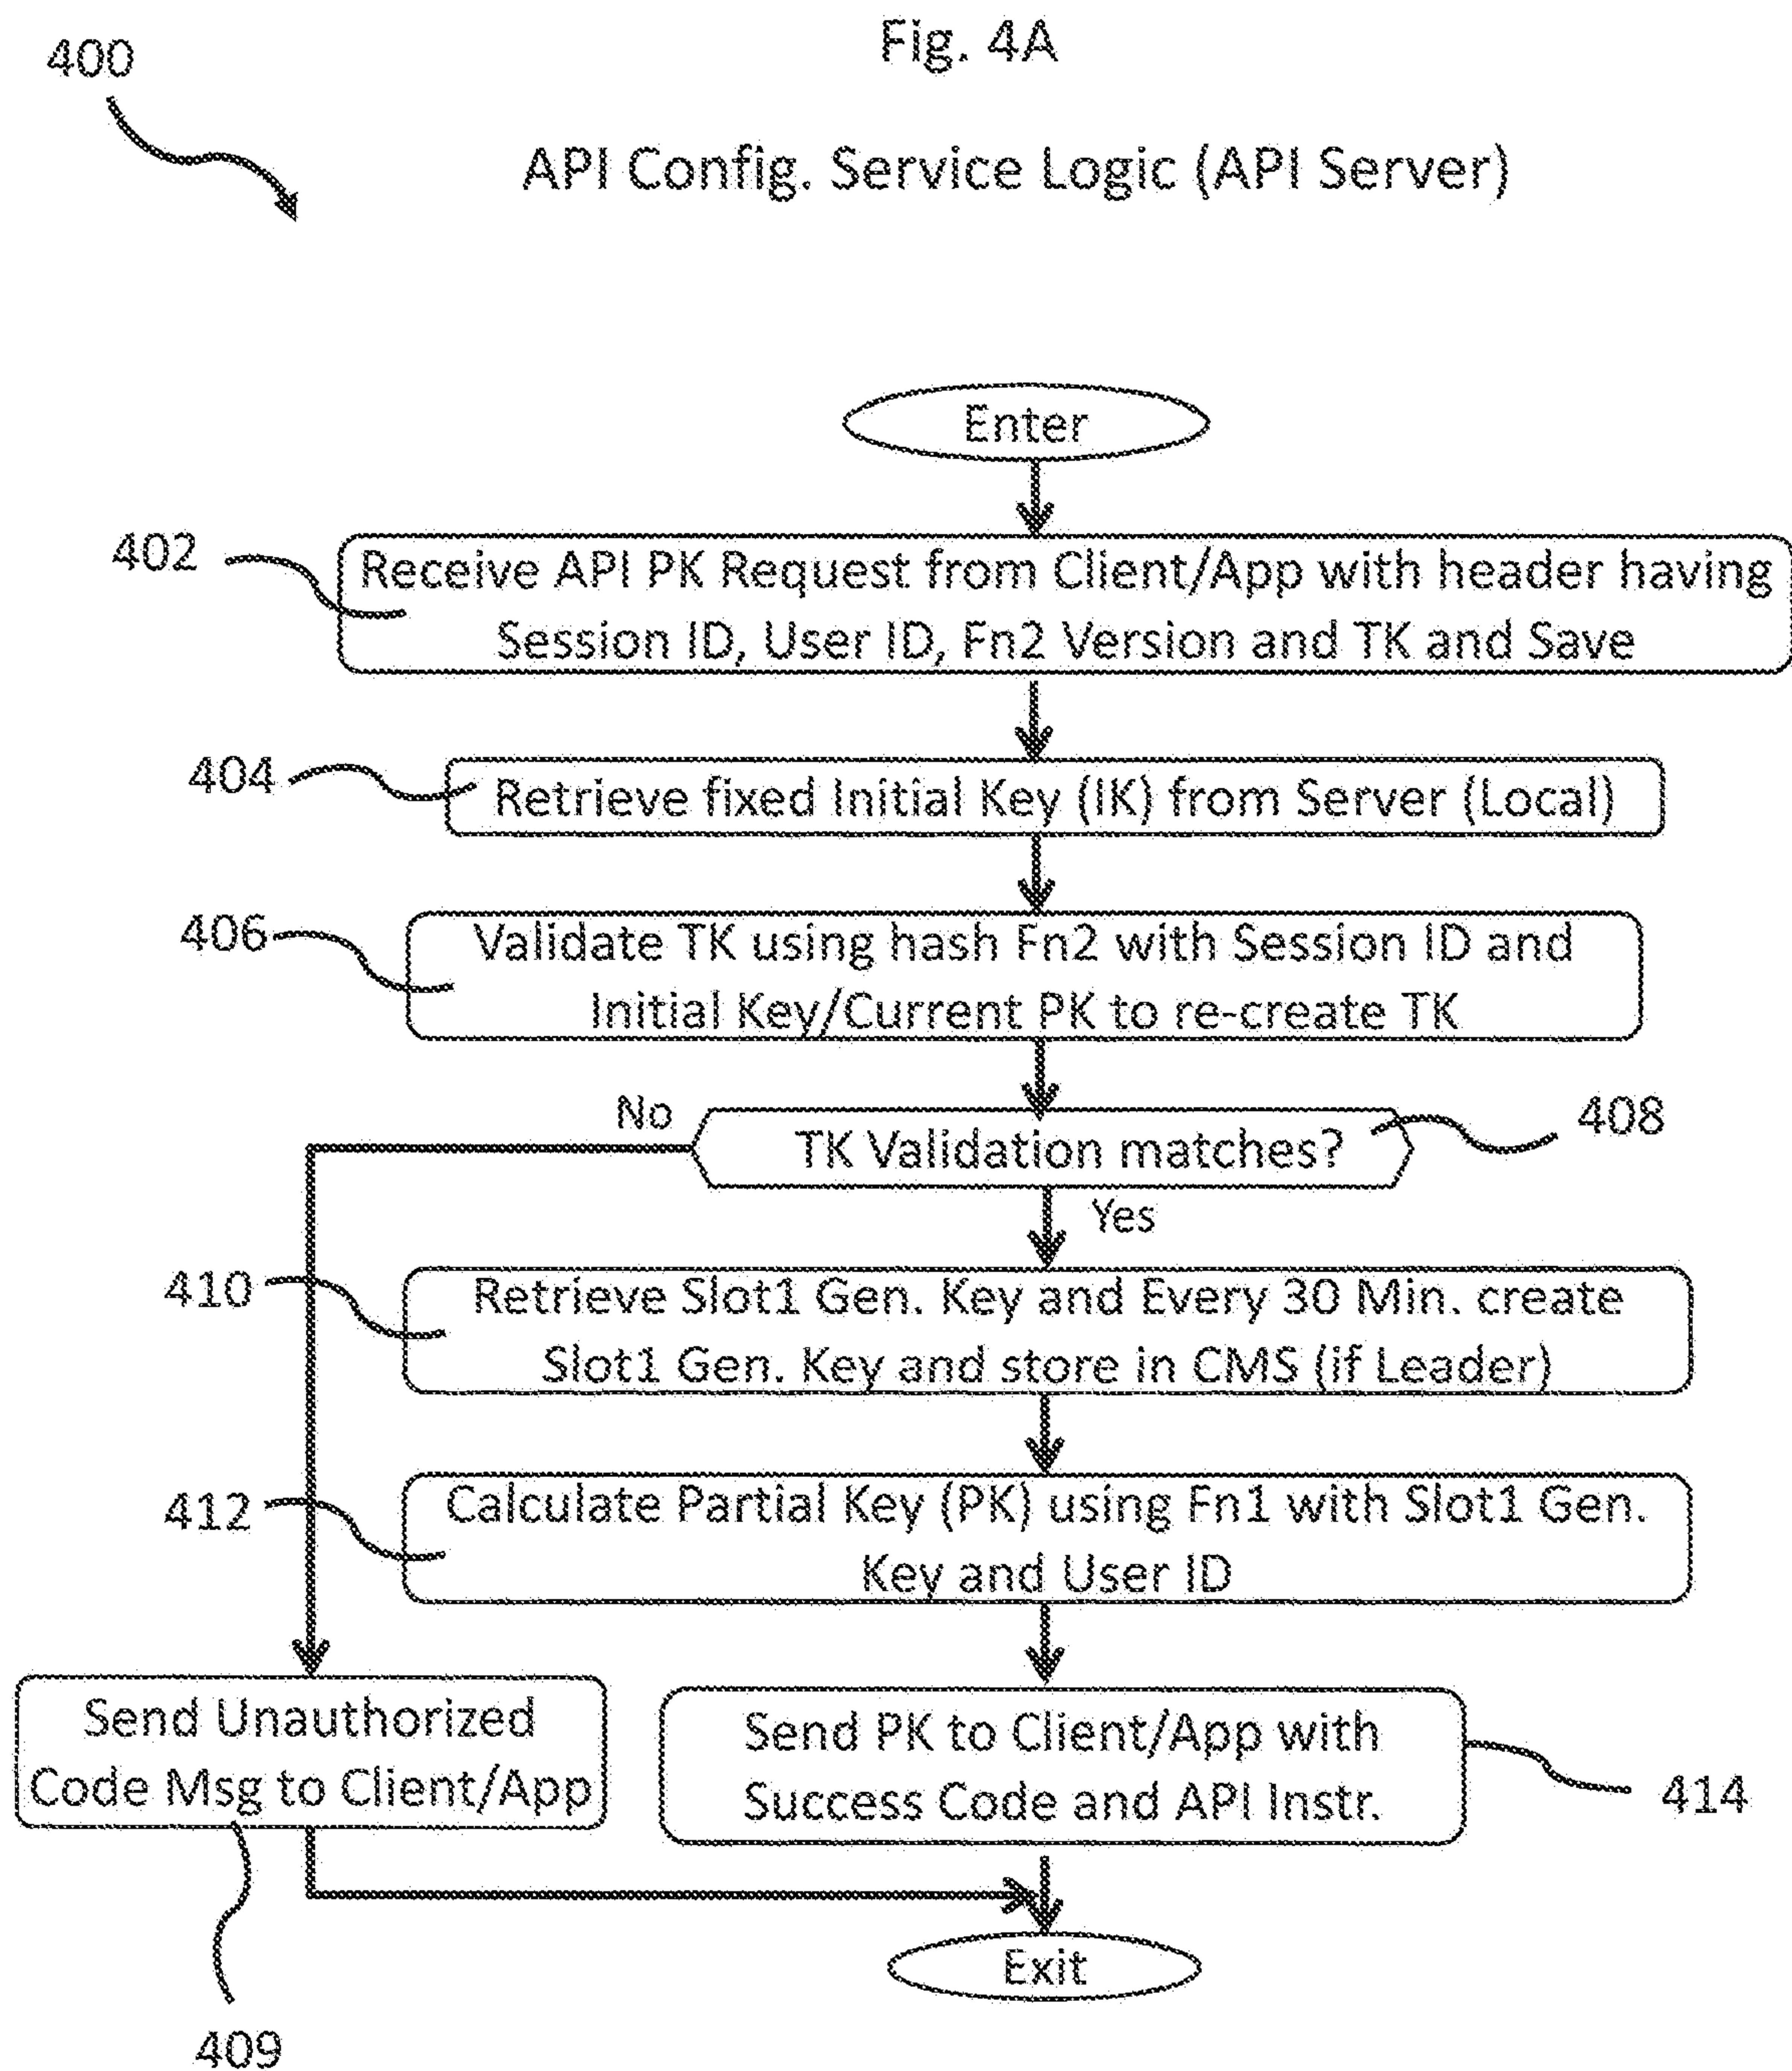 Fig. 4A
400
API Config. Service Logic (API Server)
Enter
402
Receive API PK Request from Client/App with header having
Session ID, User ID, Fn2 Version and TK and Save
404
Retrieve fixed Initial Key (IK) from Server (Local)
406
Validate TK using hash Fn2 with Session ID and
Initial Key/Current PK to re-create TK
No
TK Validation matches?
408
Yes
410
Retrieve Slot1 Gen. Key and Every 30 Min. create
Slot1 Gen. Key and store in CMS (if Leader)
412
Calculate Partial Key (PK) using Fn1 with Slot1 Gen.
Key and User ID
Send Unauthorized
Code Msg to Client/App
409
Send PK to Client/App with
Success Code and API Instr.
414
Exit